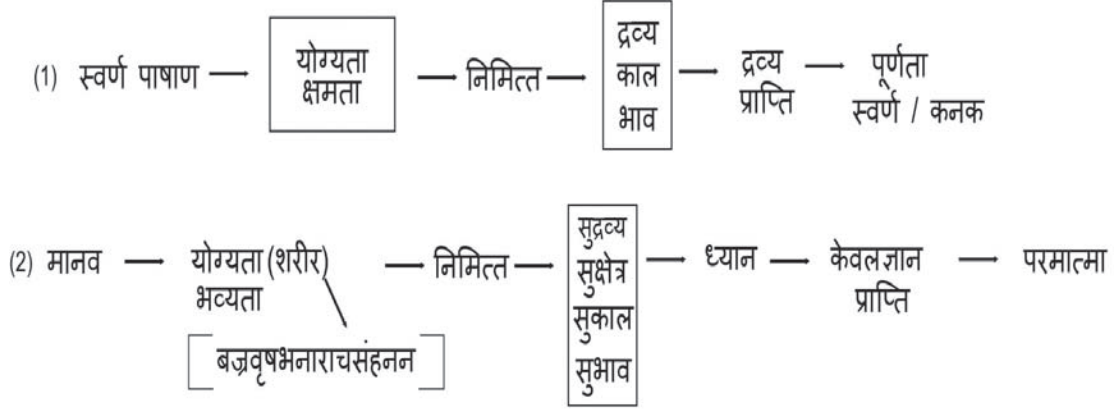 (1) स्वर्ण पाषाण → योग्यता क्षमता → निमित्त → द्रव्य काल भाव → द्रव्य प्राप्ति → पूर्णता स्वर्ण / कनक
(2) मानव → योग्यता (शरीर) भव्यता → निमित्त → सुद्रव्य सुक्षेत्र सुकाल सुभाव → ध्यान → केवलज्ञान प्राप्ति → परमात्मा
[बज्रवृषभनाराचसंहनन]